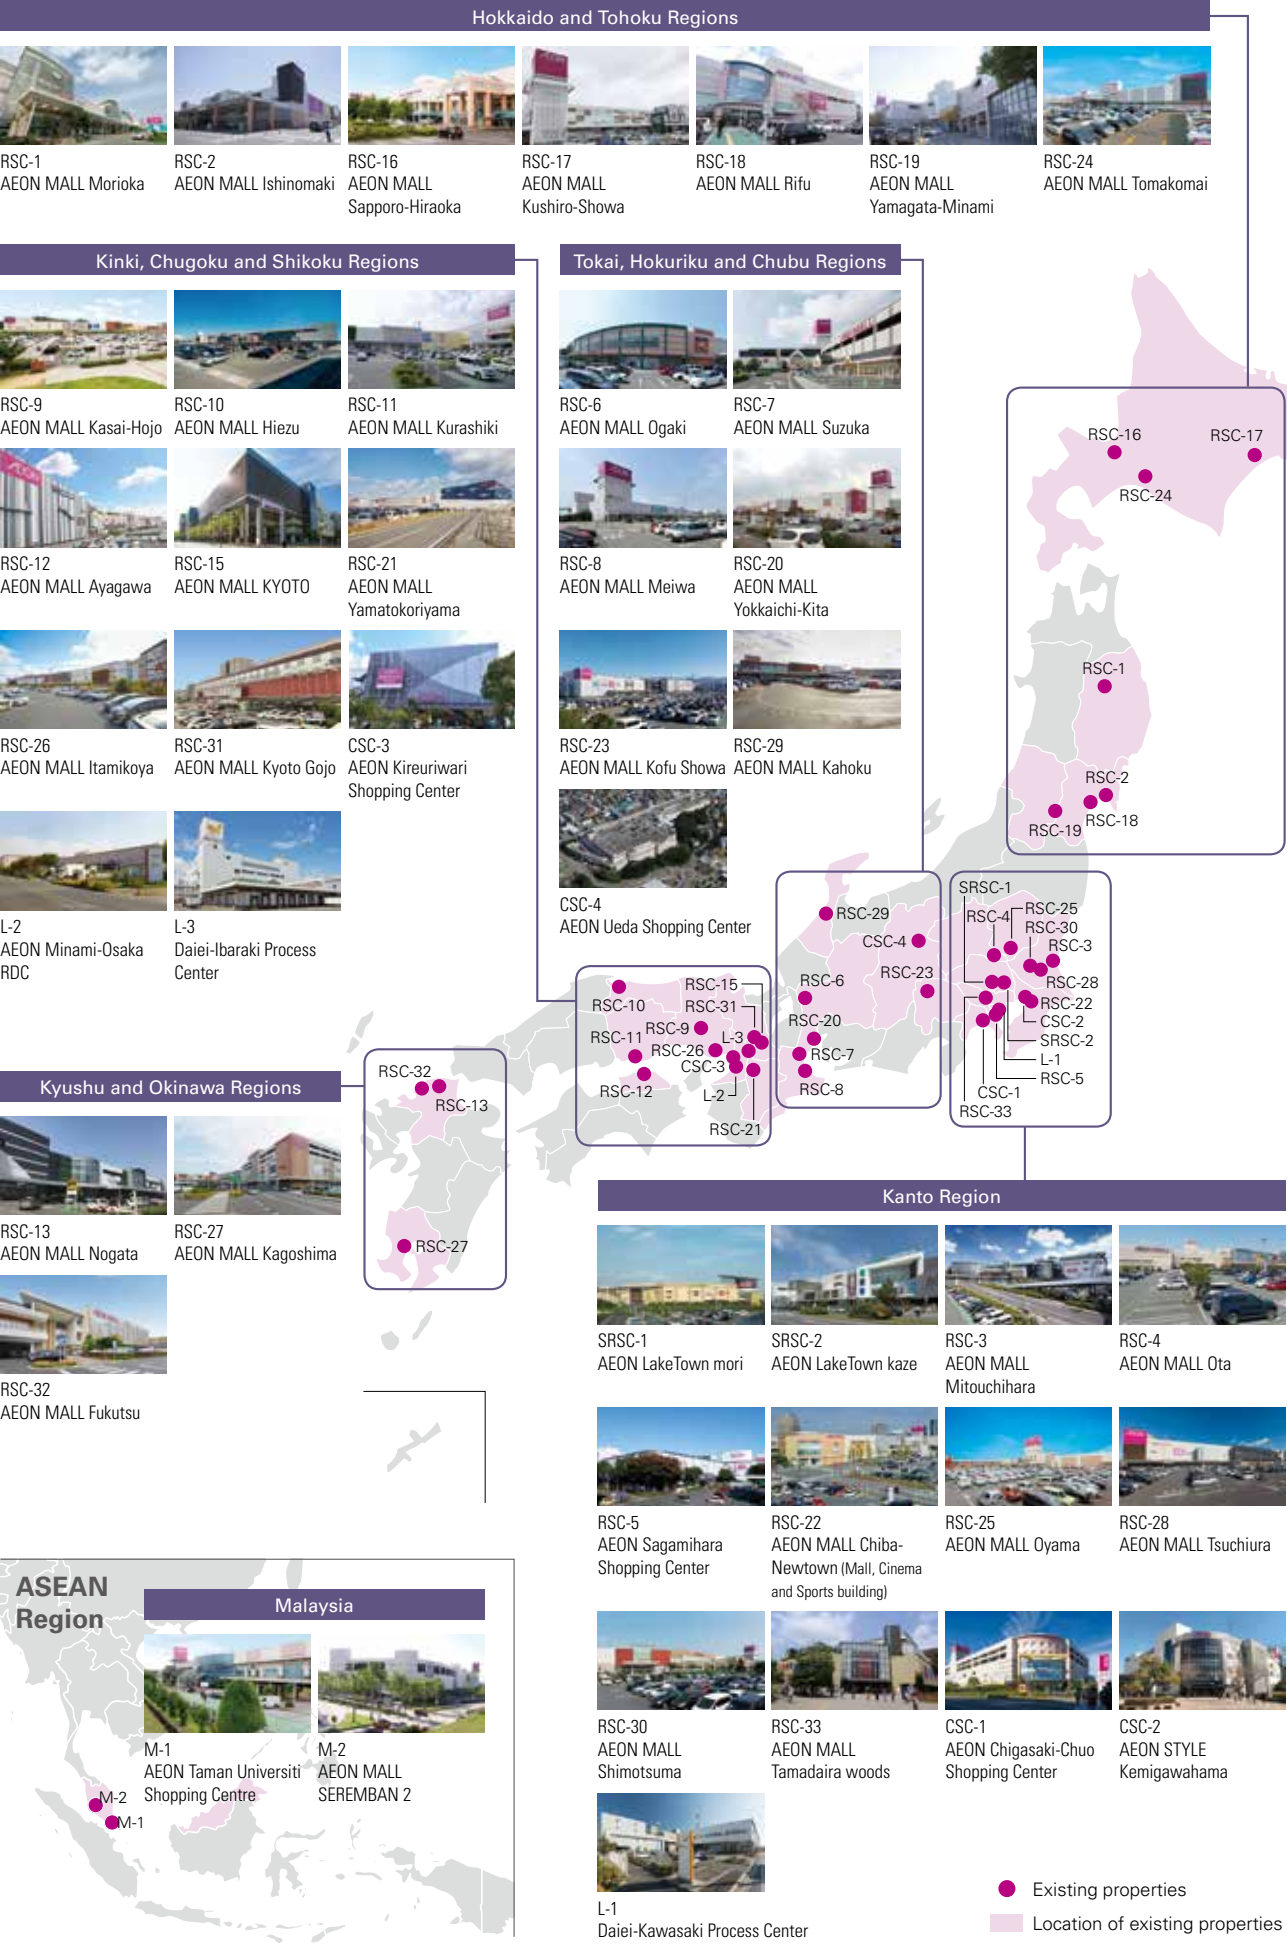 Hokkaido and Tohoku Regions
RSC-1
AEON MALL Morioka
RSC-2
AEON MALL Ishinomaki
RSC-16
AEON MALL
Sapporo-Hiraoka
RSC-17
AEON MALL
Kushiro-Showa
RSC-18
AEON MALL Rifu
RSC-19
AEON MALL
Yamagata-Minami
RSC-24
AEON MALL Tomakomai
Kinki, Chugoku and Shikoku Regions
RSC-9
AEON MALL Kasai-Hojo
RSC-10
AEON MALL Hiezu
RSC-11
AEON MALL Kurashiki
RSC-12
AEON MALL Ayagawa
RSC-15
AEON MALL KYOTO
RSC-21
AEON MALL
Yamatokoriyama
RSC-26
AEON MALL Itamikoya
RSC-31
AEON MALL Kyoto Gojo
CSC-3
AEON Kireuriwari
Shopping Center
L-2
AEON Minami-Osaka
RDC
L-3
Daiei-Ibaraki Process
Center
Tokai, Hokuriku and Chubu Regions
RSC-6
AEON MALL Ogaki
RSC-7
AEON MALL Suzuka
RSC-8
AEON MALL Meiwa
RSC-20
AEON MALL
Yokkaichi-Kita
RSC-23
AEON MALL Kofu Showa
RSC-29
AEON MALL Kahoku
CSC-4
AEON Ueda Shopping Center
RSC-16
RSC-17
RSC-24
RSC-1
RSC-2
RSC-18
RSC-19
SRSC-1
RSC-4
RSC-25
RSC-30
RSC-3
RSC-28
RSC-22
CSC-2
SRSC-2
L-1
RSC-5
CSC-1
RSC-33
RSC-29
CSC-4
RSC-23
RSC-6
RSC-20
RSC-7
RSC-8
RSC-10
RSC-15
RSC-31
RSC-11
RSC-9
L-3
RSC-26
CSC-3
RSC-12
L-2
RSC-21
Kyushu and Okinawa Regions
RSC-13
AEON MALL Nogata
RSC-27
AEON MALL Kagoshima
RSC-32
AEON MALL Fukutsu
RSC-32
RSC-13
RSC-27
Kanto Region
SRSC-1
AEON LakeTown mori
SRSC-2
AEON LakeTown kaze
RSC-3
AEON MALL
Mitouchihara
RSC-4
AEON MALL Ota
RSC-5
AEON Sagamihara
Shopping Center
RSC-22
AEON MALL Chiba-
Newtown (Mall, Cinema
and Sports building)
RSC-25
AEON MALL Oyama
RSC-28
AEON MALL Tsuchiura
RSC-30
AEON MALL
Shimotsuma
RSC-33
AEON MALL
Tamadaira woods
CSC-1
AEON Chigasaki-Chuo
Shopping Center
CSC-2
AEON STYLE
Kemigawahama
L-1
Daiei-Kawasaki Process Center
ASEAN
Region
Malaysia
M-1
AEON Taman Universiti
Shopping Centre
M-2
AEON MALL
SEREMBAN 2
M-2
M-1
Existing properties
Location of existing properties